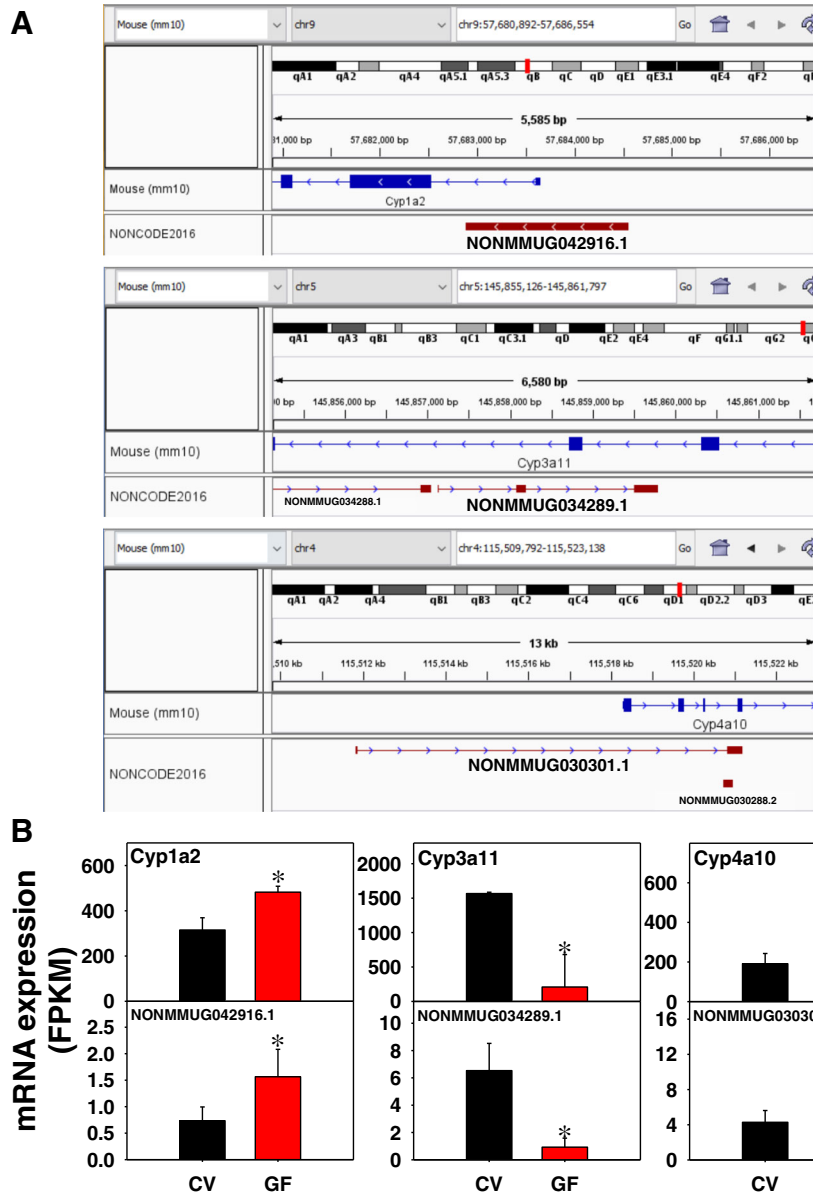 A
Mouse (mm10) chr9 chr9:57,680,892-57,686,554 Go
qA1 qA2 qA4 qA5.1 qA5.3 qB qC qD qE1 qE3.1 qE4 qF2
5,585 bp
31,000 bp 57,682,000 bp 57,683,000 bp 57,684,000 bp 57,685,000 bp 57,686,000 bp
Mouse (mm10)
Cyp1a2
NONCODE2016
NONMMUG042916.1
Mouse (mm10) chr5 chr5:145,855,126-145,861,797 Go
qA1 qA3 qB1 qB3 qC1 qC3.1 qD qE2 qE4 qF qG1.1 qG2
6,580 bp
00 bp 145,856,000 bp 145,857,000 bp 145,858,000 bp 145,859,000 bp 145,860,000 bp 145,861,000 bp 1
Mouse (mm10)
Cyp3a11
NONCODE2016
NONMMUG034288.1 NONMMUG034289.1
Mouse (mm10) chr4 chr4:115,509,792-115,523,138 Go
qA1 qA2 qA4 qB1 qB3 qC2 qC4 qC6 qD1 qD2.2 qD3 qE
13 kb
,510 kb 115,512 kb 115,514 kb 115,516 kb 115,518 kb 115,520 kb 115,522 kb
Mouse (mm10)
Cyp4a10
NONCODE2016
NONMMUG030301.1
NONMMUG030288.2
B
mRNA expression
(FPKM)
Cyp1a2
600
400
200
0
*
Cyp3a11
2000
1500
1000
500
0
*
Cyp4a10
600
400
200
0
NONMMUG042916.1
2.5
2.0
1.5
1.0
0.5
0.0
*
CV GF
NONMMUG034289.1
10
8
6
4
2
0
*
CV GF
NONMMUG03030
16
12
8
4
0
CV